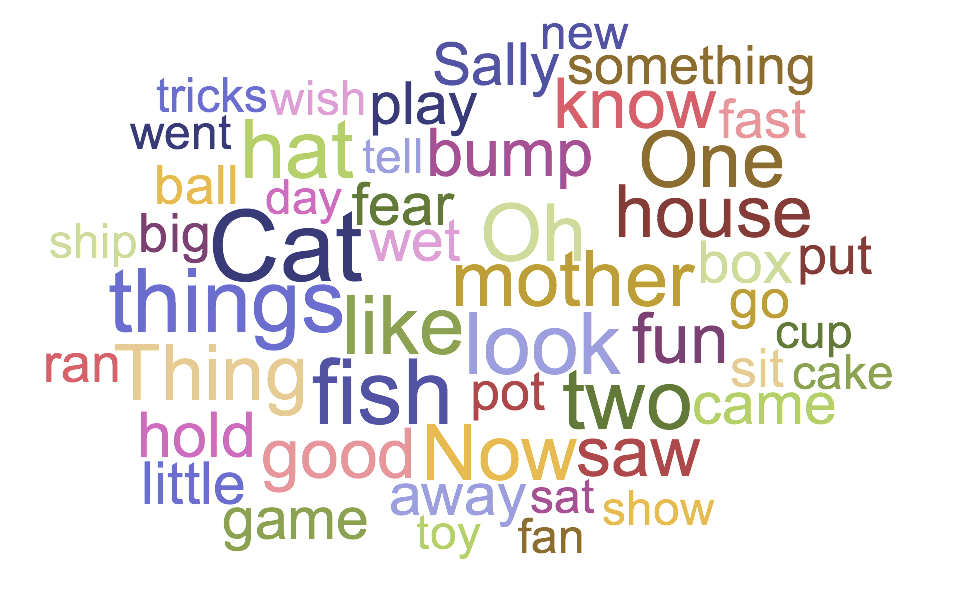 new
Sally something
tricks wish play know fast
went hat tell bump One
ball day fear house
ship big Cat wet Oh
mother box put
things like look fun go cup
ran Thing fish pot two sit cake
came
hold good Now saw
little away sat show
game toy fan